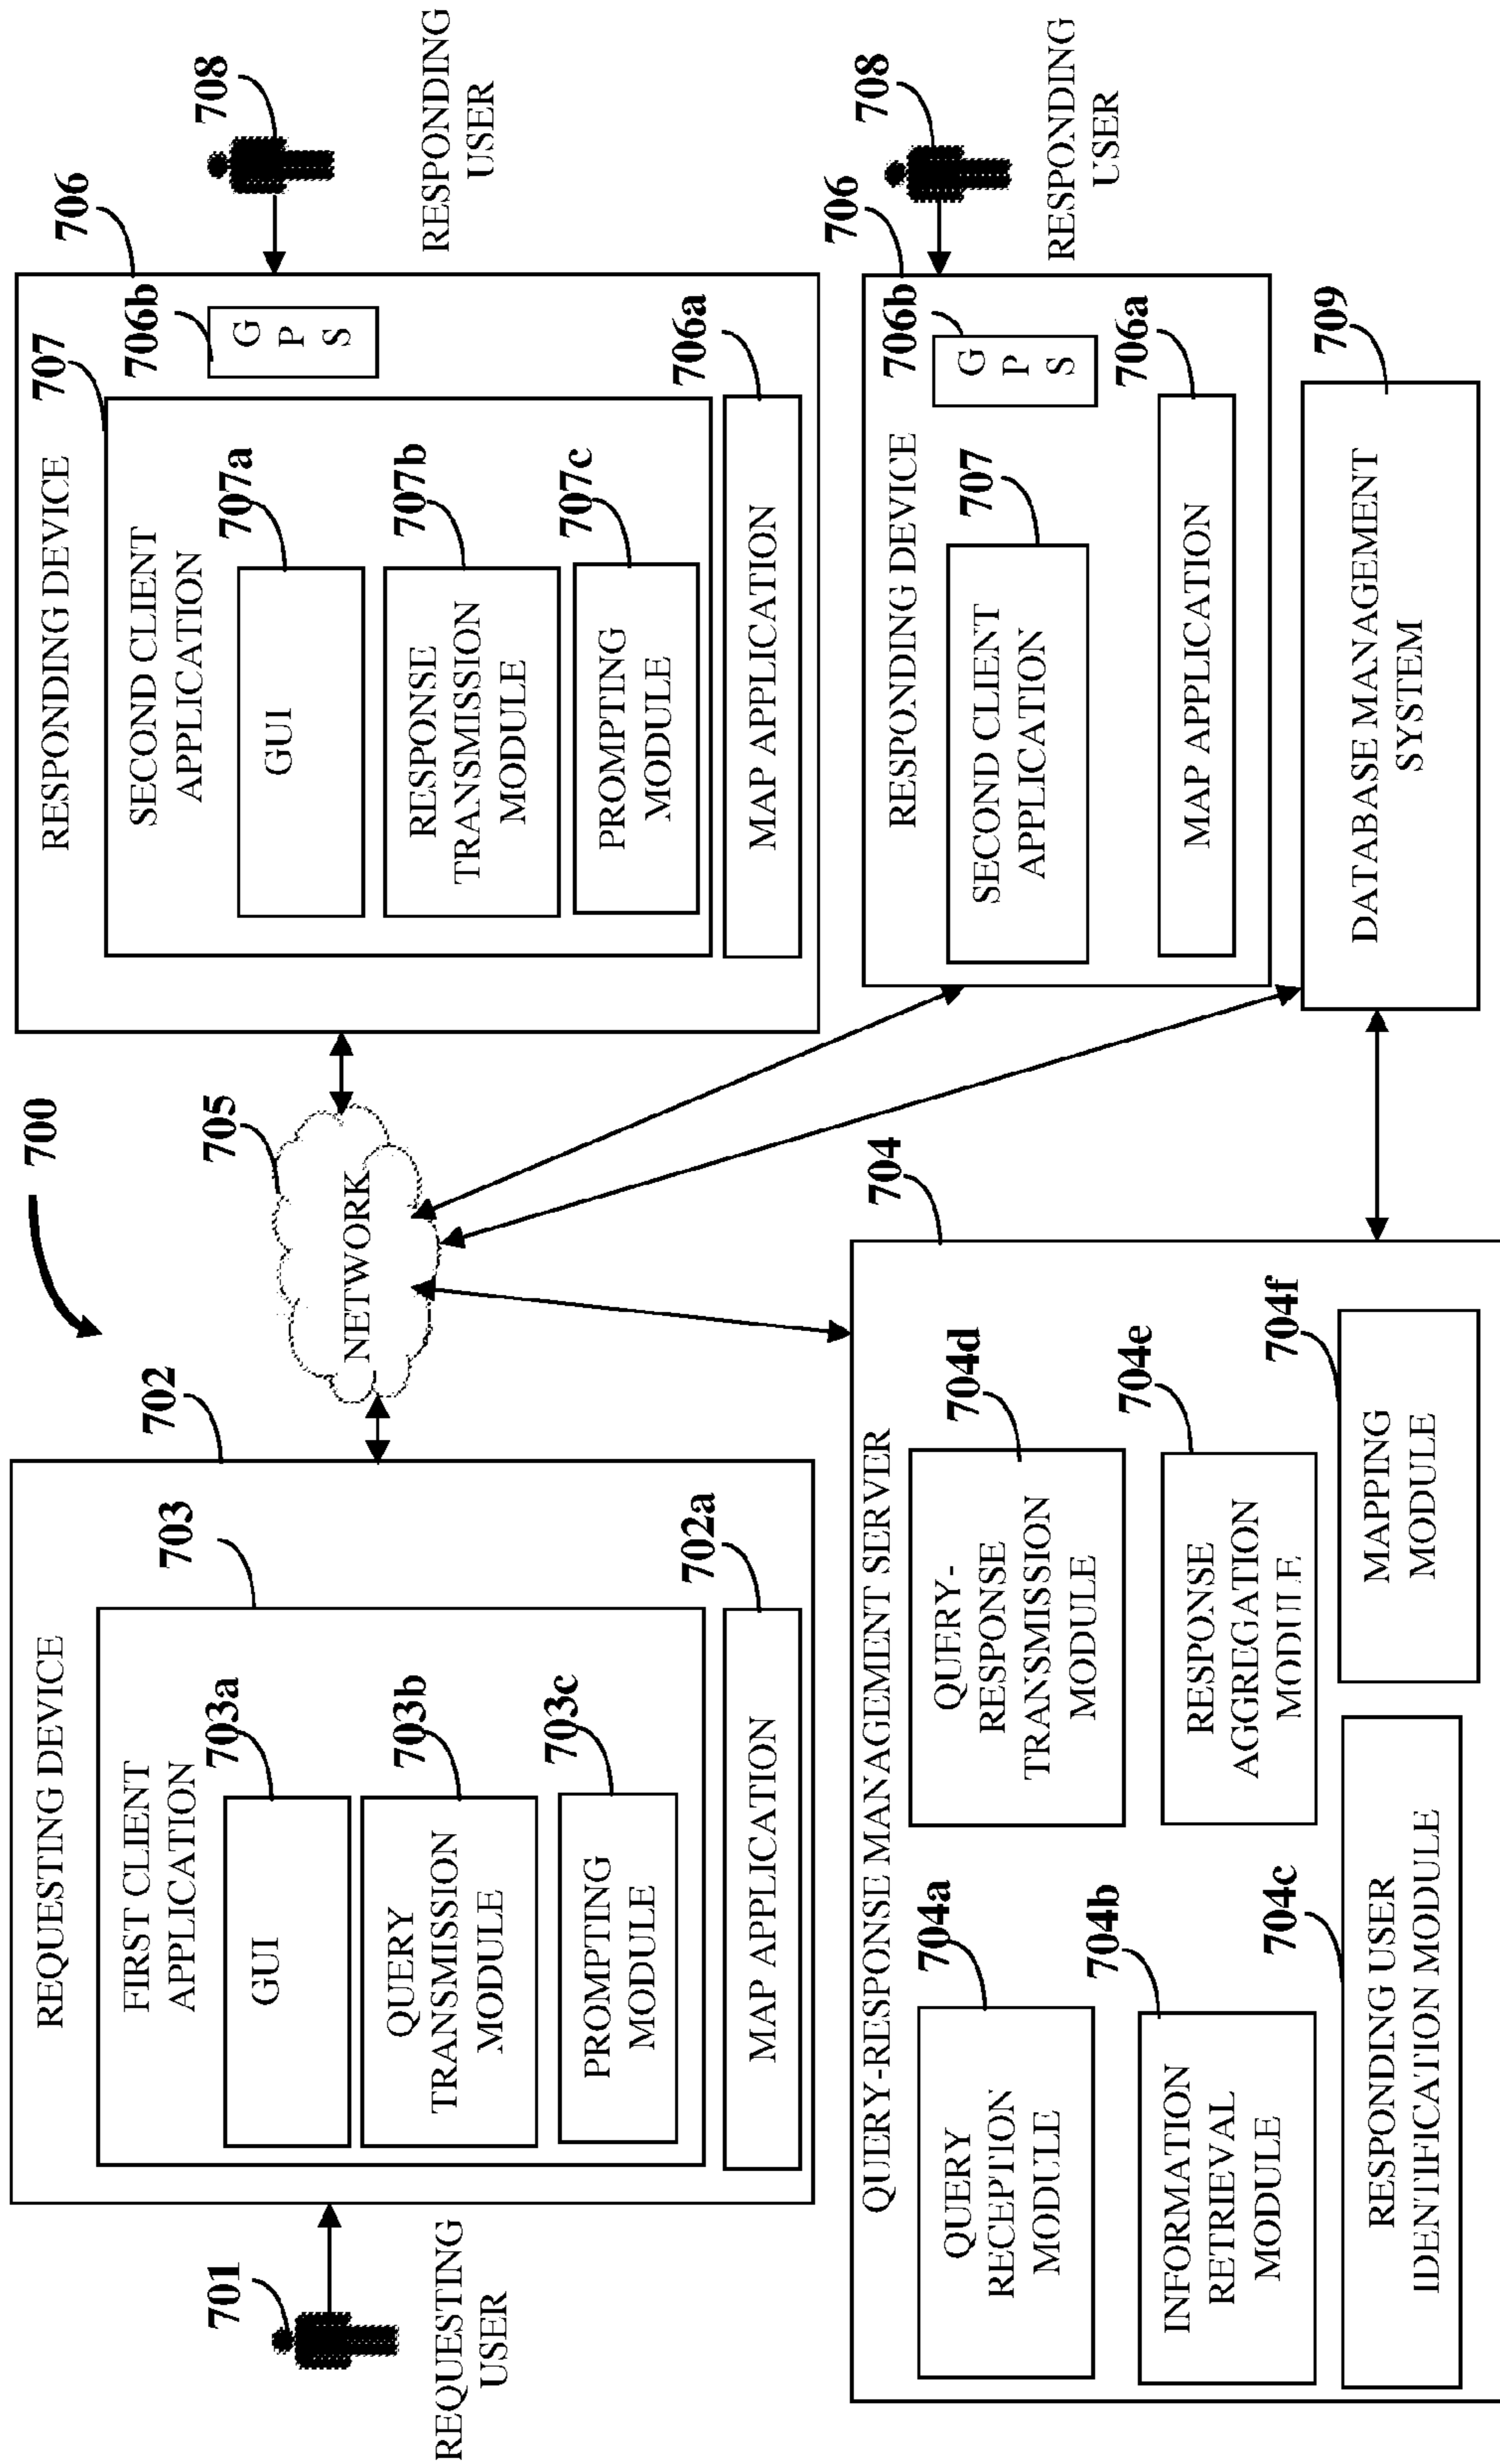 700
701
REQUESTING
USER
702
REQUESTING DEVICE
703
FIRST CLIENT
APPLICATION
703a
GUI
703b
QUERY
TRANSMISSION
MODULE
703c
PROMPTING
MODULE
702a
MAP APPLICATION
705
NETWORK
706
RESPONDING DEVICE
707
SECOND CLIENT
APPLICATION
707a
GUI
707b
RESPONSE
TRANSMISSION
MODULE
707c
PROMPTING
MODULE
706b
G
P
S
706a
MAP APPLICATION
708
RESPONDING
USER
704
QUERY-RESPONSE MANAGEMENT SERVER
704a
QUERY
RECEPTION
MODULE
704b
INFORMATION
RETRIEVAL
MODULE
704c
RESPONDING USER
IDENTIFICATION MODULE
704d
QUERY-
RESPONSE
TRANSMISSION
MODULE
704e
RESPONSE
AGGREGATION
MODULE
704f
MAPPING
MODULE
706
RESPONDING DEVICE
706b
G
P
S
707
SECOND CLIENT
APPLICATION
706a
MAP APPLICATION
708
RESPONDING
USER
709
DATABASE MANAGEMENT
SYSTEM